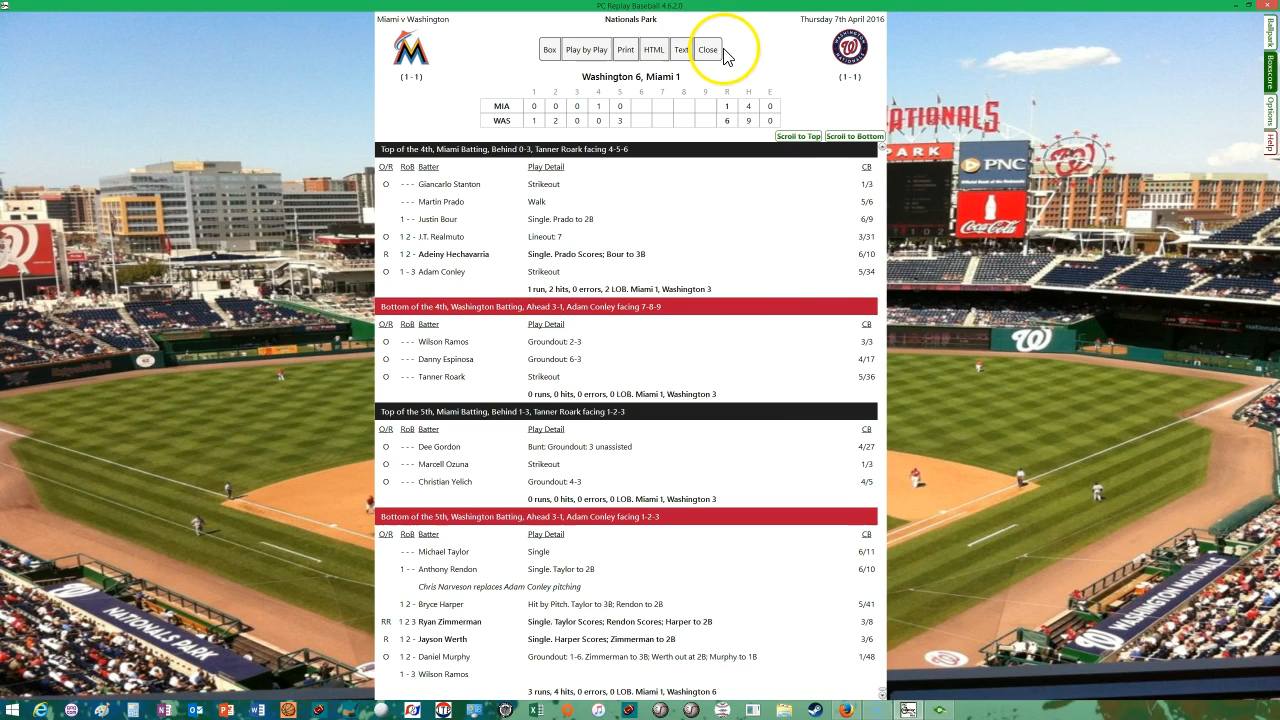 PC Replay Baseball 4.6.2.0
Miami v Washington Nationals Park Thursday 7th April 2016
Box Play by Play Print HTML Text Close
( 1 - 1 ) Washington 6, Miami 1 ( 1 - 1 )
1 2 3 4 5 6 7 8 9 R H E
MIA 0 0 0 1 0 1 4 0
WAS 1 2 0 0 3 6 9 0
Scroll to Top Scroll to Bottom
Top of the 4th, Miami Batting, Behind 0-3, Tanner Roark facing 4-5-6
O/R RoB Batter Play Detail CB
O - - - Giancarlo Stanton Strikeout 1/3
- - - Martin Prado Walk 5/6
1 - - Justin Bour Single. Prado to 2B 6/9
O 1 2 - J.T. Realmuto Lineout: 7 3/31
R 1 2 - Adeiny Hechavarria Single. Prado Scores; Bour to 3B 6/10
O 1 - 3 Adam Conley Strikeout 5/34
1 run, 2 hits, 0 errors, 2 LOB. Miami 1, Washington 3
Bottom of the 4th, Washington Batting, Ahead 3-1, Adam Conley facing 7-8-9
O/R RoB Batter Play Detail CB
O - - - Wilson Ramos Groundout: 2-3 3/3
O - - - Danny Espinosa Groundout: 6-3 4/17
O - - - Tanner Roark Strikeout 5/36
0 runs, 0 hits, 0 errors, 0 LOB. Miami 1, Washington 3
Top of the 5th, Miami Batting, Behind 1-3, Tanner Roark facing 1-2-3
O/R RoB Batter Play Detail CB
O - - - Dee Gordon Bunt: Groundout: 3 unassisted 4/27
O - - - Marcell Ozuna Strikeout 1/3
O - - - Christian Yelich Groundout: 4-3 4/5
0 runs, 0 hits, 0 errors, 0 LOB. Miami 1, Washington 3
Bottom of the 5th, Washington Batting, Ahead 3-1, Adam Conley facing 1-2-3
O/R RoB Batter Play Detail CB
- - - Michael Taylor Single 6/11
1 - - Anthony Rendon Single. Taylor to 2B 6/10
Chris Narveson replaces Adam Conley pitching
1 2 - Bryce Harper Hit by Pitch. Taylor to 3B; Rendon to 2B 5/41
RR 1 2 3 Ryan Zimmerman Single. Taylor Scores; Rendon Scores; Harper to 2B 3/8
R 1 2 - Jayson Werth Single. Harper Scores; Zimmerman to 2B 3/6
O 1 2 - Daniel Murphy Groundout: 1-6. Zimmerman to 3B; Werth out at 2B; Murphy to 1B 1/48
1 - 3 Wilson Ramos
3 runs, 4 hits, 0 errors, 0 LOB. Miami 1, Washington 6
Ballpark
Boxscore
Options
Help
NATIONALS
PARK
PNC
Coca-Cola
NATIONALS PARK
NATIONALS PARK